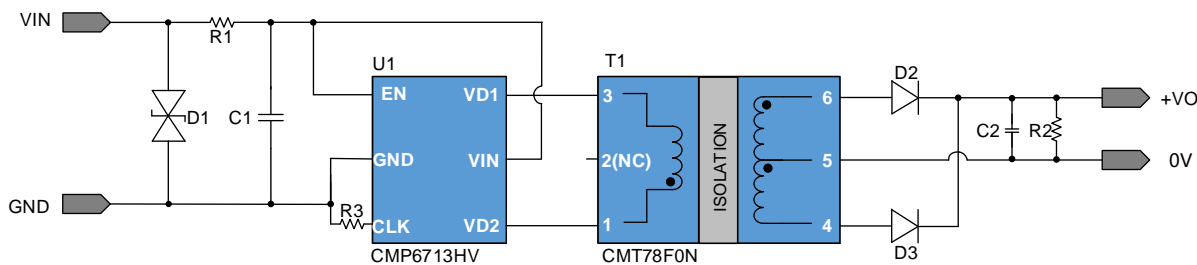 VIN
R1
U1
T1
D2
EN
VD1
3
6
+VO
D1
C1
C2
R2
GND
VIN
2(NC)
ISOLATION
5
0V
GND
R3
CLK
VD2
1
4
D3
CMP6713HV
CMT78F0N